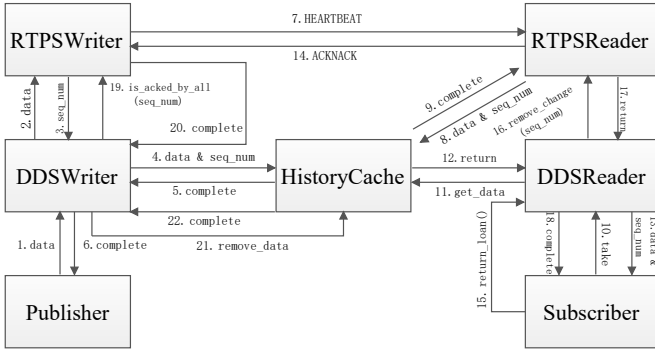 7. HEARTBEAT
RTPSWriter
RTPSReader
14. ACKNACK
2. data
3. seq_num
19. is_acked_by_all
(seq_num)
9. complete
8. data & seq_num
16. remove_change
(seq_num)
17. return
20. complete
4. data & seq_num
12. return
DDSWriter
HistoryCache
DDSReader
5. complete
11. get_data
22. complete
1. data
6. complete
21. remove_data
15. return_loan()
18. complete
10. take
13. data &
seq_num
Publisher
Subscriber